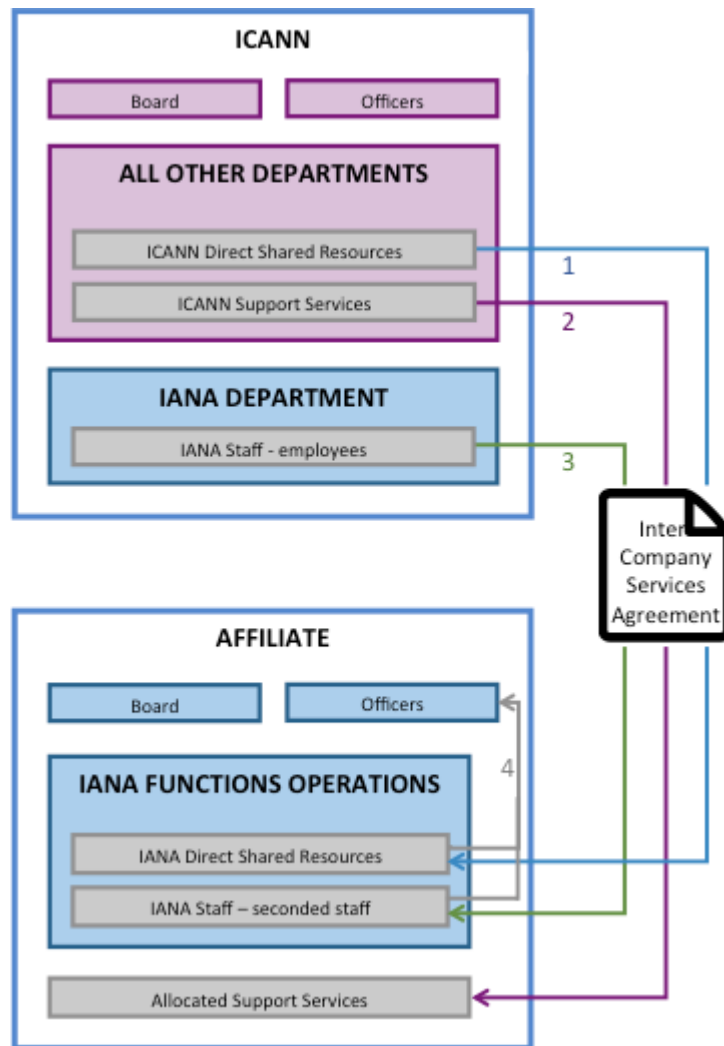 ICANN
Board
Officers
ALL OTHER DEPARTMENTS
ICANN Direct Shared Resources
1
ICANN Support Services
2
IANA DEPARTMENT
IANA Staff - employees
3
Inter
Company
Services
Agreement
AFFILIATE
Board
Officers
4
IANA FUNCTIONS OPERATIONS
IANA Direct Shared Resources
IANA Staff – seconded staff
Allocated Support Services